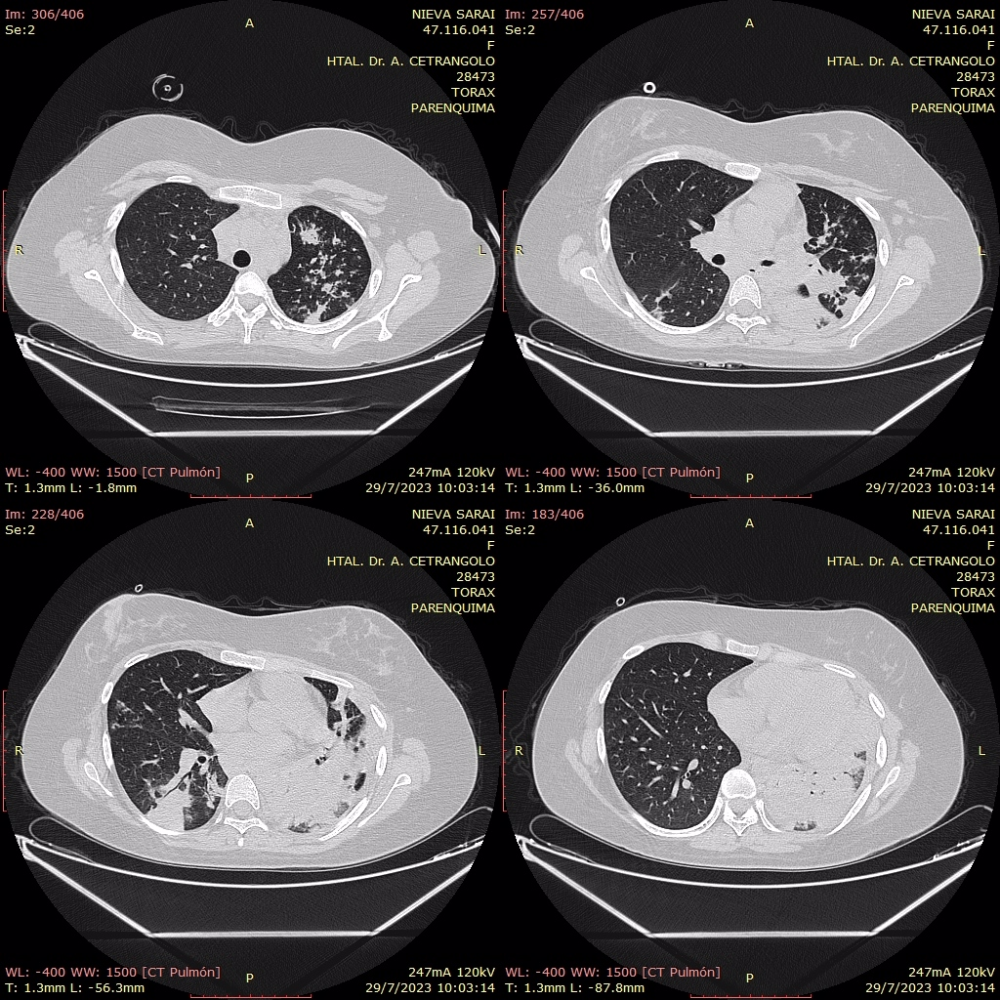 Im: 306/406
Se:2
A
NIEVA SARAI
47.116.041
F
HTAL. Dr. A. CETRANGOLO
28473
TORAX
PARENQUIMA
R
L
WL: -400 WW: 1500 [CT Pulmón]
T: 1.3mm L: -1.8mm
P
247mA 120kV
29/7/2023 10:03:14
Im: 257/406
Se:2
A
NIEVA SARAI
47.116.041
F
HTAL. Dr. A. CETRANGOLO
28473
TORAX
PARENQUIMA
R
L
WL: -400 WW: 1500 [CT Pulmón]
T: 1.3mm L: -36.0mm
P
247mA 120kV
29/7/2023 10:03:14
Im: 228/406
Se:2
A
NIEVA SARAI
47.116.041
F
HTAL. Dr. A. CETRANGOLO
28473
TORAX
PARENQUIMA
R
L
WL: -400 WW: 1500 [CT Pulmón]
T: 1.3mm L: -56.3mm
P
247mA 120kV
29/7/2023 10:03:14
Im: 183/406
Se:2
A
NIEVA SARAI
47.116.041
F
HTAL. Dr. A. CETRANGOLO
28473
TORAX
PARENQUIMA
R
L
WL: -400 WW: 1500 [CT Pulmón]
T: 1.3mm L: -87.8mm
P
247mA 120kV
29/7/2023 10:03:14